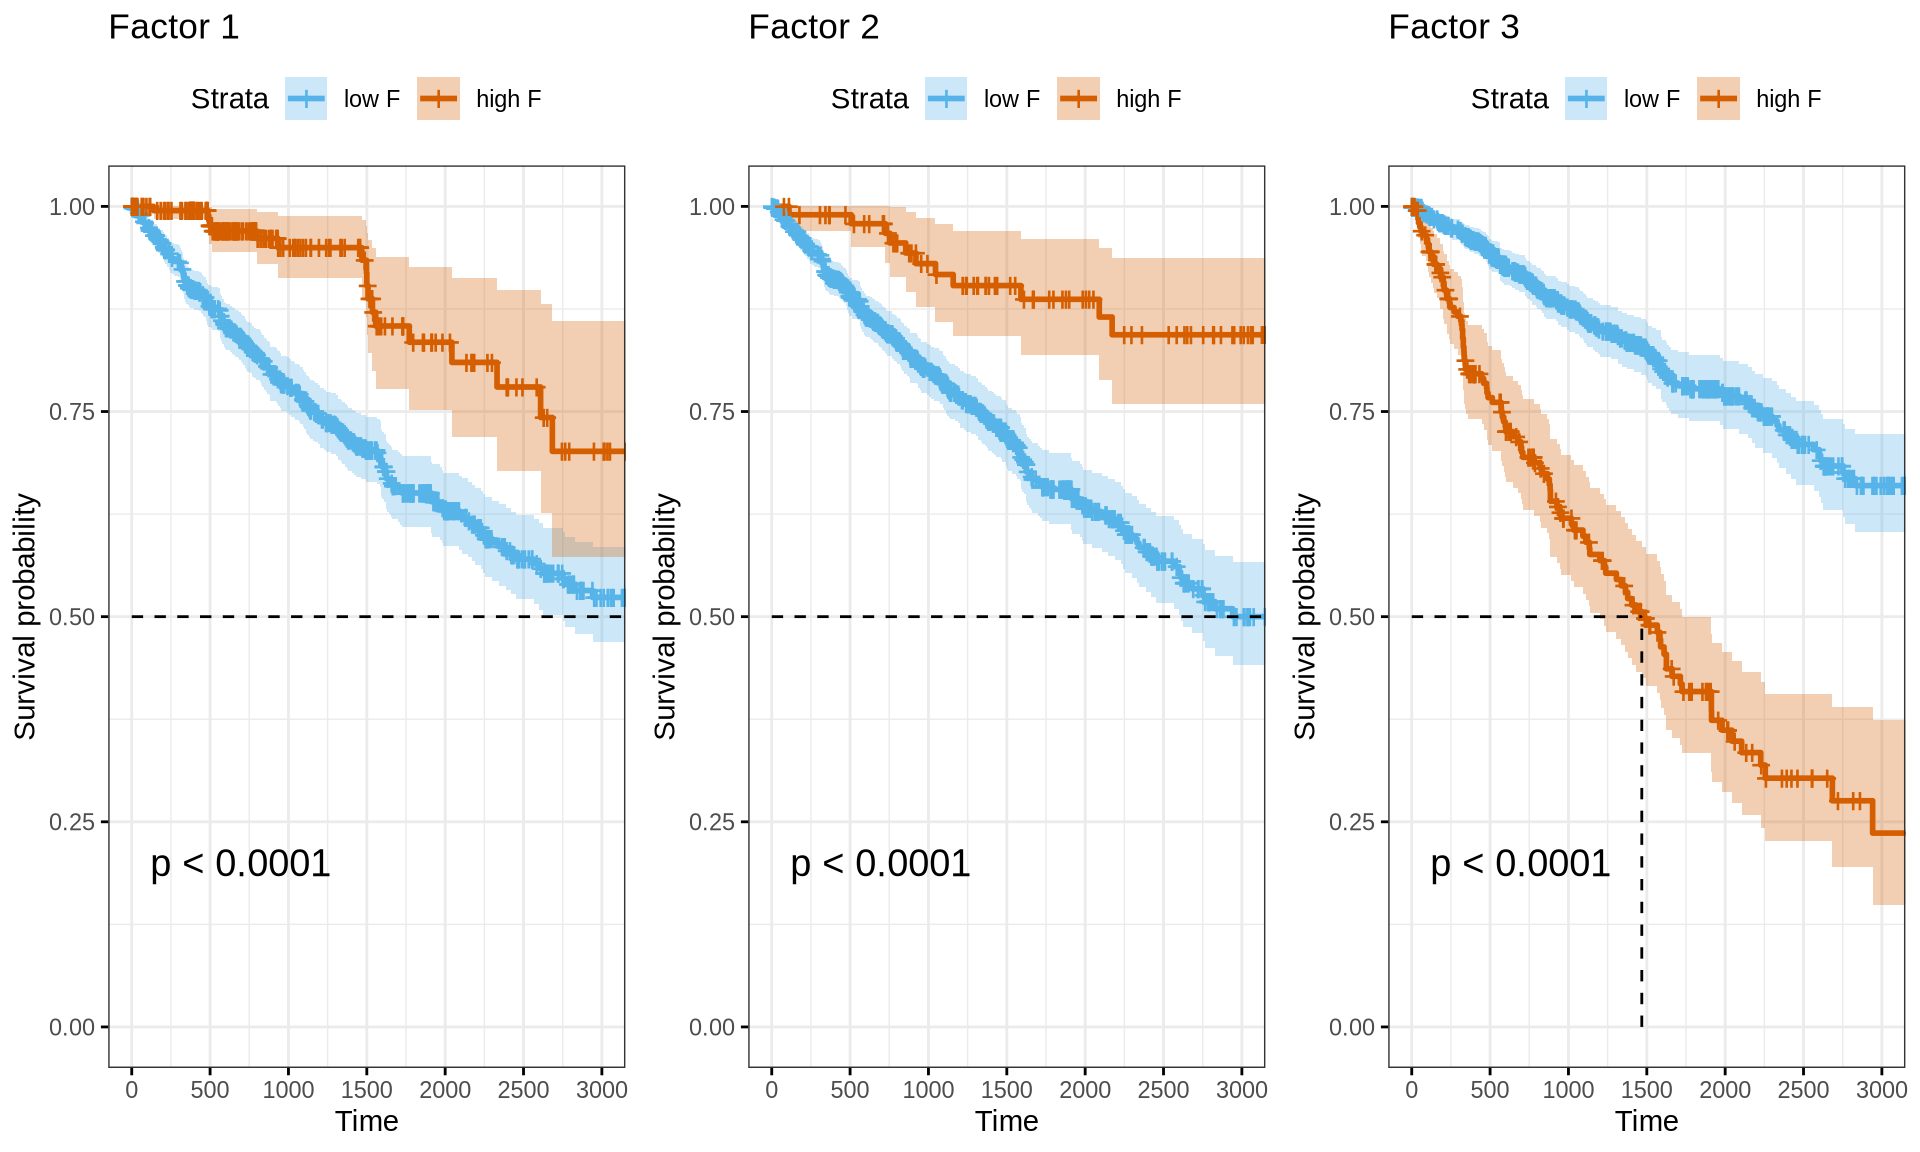 Factor 1
Strata low F high F
Survival probability
1.00
0.75
0.50
0.25
0.00
p < 0.0001
0 500 1000 1500 2000 2500 3000
Time
Factor 2
Strata low F high F
Survival probability
1.00
0.75
0.50
0.25
0.00
p < 0.0001
0 500 1000 1500 2000 2500 3000
Time
Factor 3
Strata low F high F
Survival probability
1.00
0.75
0.50
0.25
0.00
p < 0.0001
0 500 1000 1500 2000 2500 3000
Time